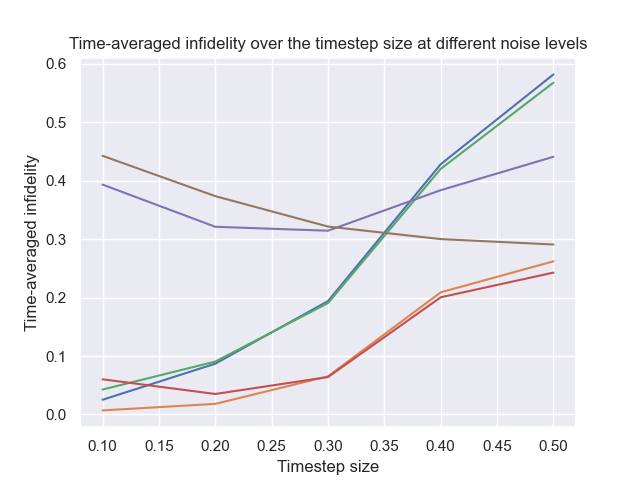 Time-averaged infidelity over the timestep size at different noise levels
Time-averaged infidelity
0.6
0.5
0.4
0.3
0.2
0.1
0.0
0.10 0.15 0.20 0.25 0.30 0.35 0.40 0.45 0.50
Timestep size